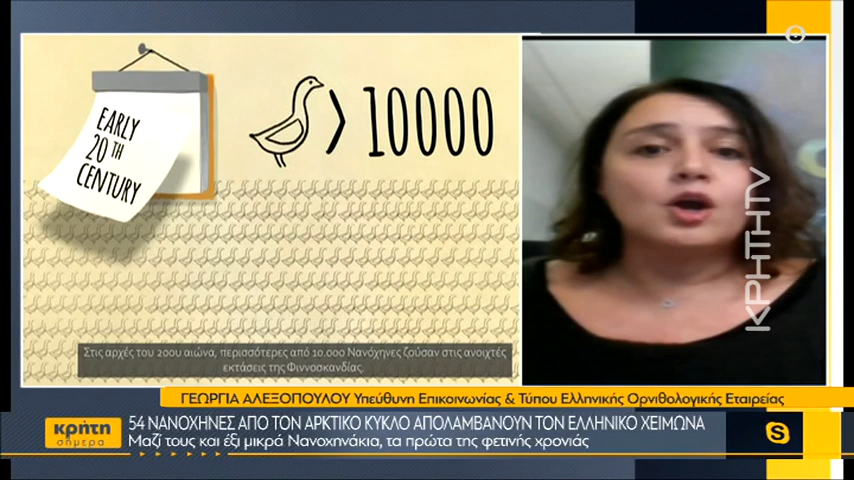 EARLY
20TH
CENTURY
> 10000
Στις αρχές του 20ου αιώνα, περισσότερες από 10.000 Νανόχηνες ζούσαν στις ανοιχτές
εκτάσεις της Φιννοσκανδίας.
ΚΡΗΤΗ TV
ΓΕΩΡΓΙΑ ΑΛΕΞΟΠΟΥΛΟΥ Υπεύθυνη Επικοινωνίας & Τύπου Ελληνικής Ορνιθολογικής Εταιρείας
κρήτη
σήμερα
54 ΝΑΝΟΧΗΝΕΣ ΑΠΟ ΤΟΝ ΑΡΚΤΙΚΟ ΚΥΚΛΟ ΑΠΟΛΑΜΒΑΝΟΥΝ ΤΟΝ ΕΛΛΗΝΙΚΟ ΧΕΙΜΩΝΑ
Μαζί τους και έξι μικρά Νανοχηνάκια, τα πρώτα της φετινής χρονιάς